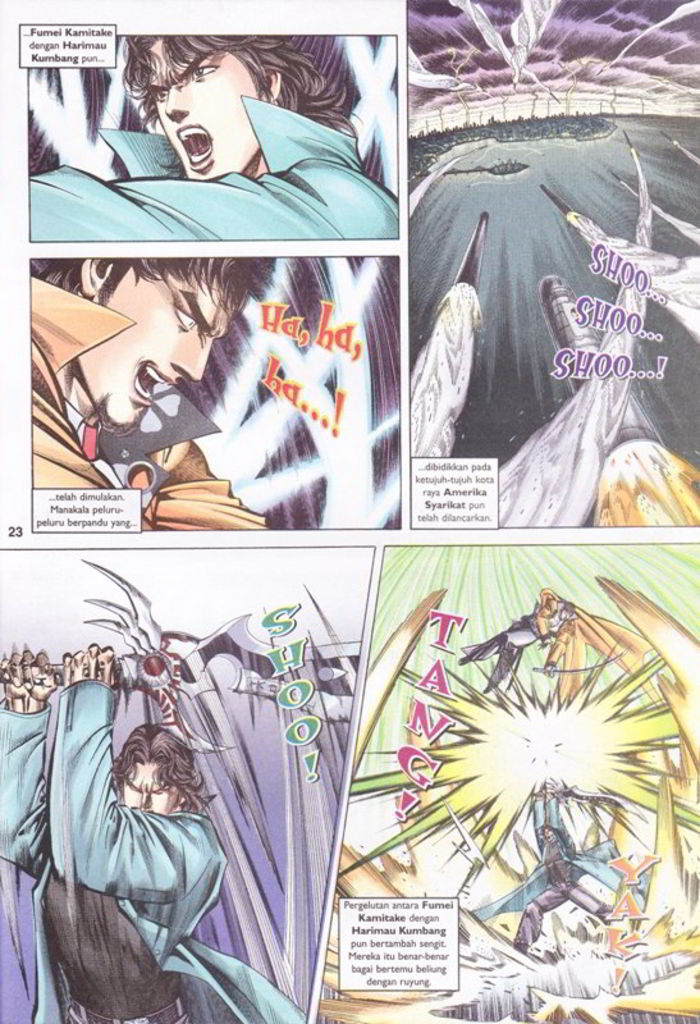 ...Fumei Kamitake
dengan Harimau
Kumbang pun...
SHOO...
SHOO...
SHOO...!
Ha, ha,
ha...!
...telah dimulakan.
Manakala peluru-
peluru berpandu yang...
...dibidikkan pada
ketujuh-tujuh kota
raya Amerika
Syarikat pun
telah dilancarkan.
23
SHOO!
TANG!
YAK!
Pergelutan antara Fumei
Kamitake dengan
Harimau Kumbang
pun bertambah sengit.
Mereka itu benar-benar
bagai bertemu beliung
dengan ruyung.